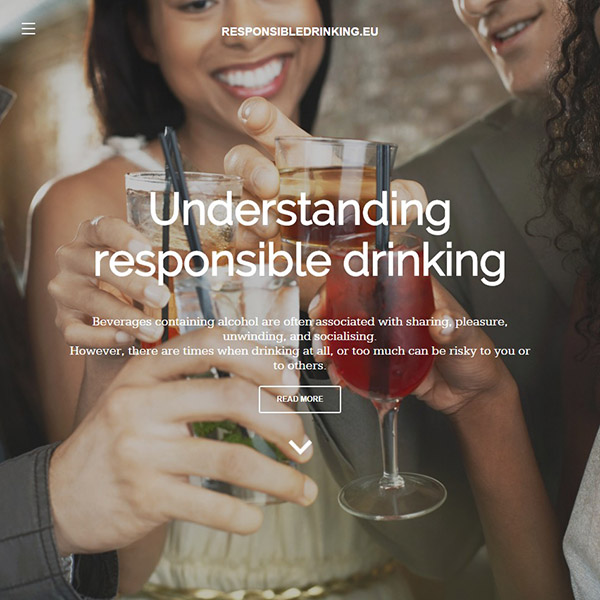 RESPONSIBLEDRINKING.EU
Understanding
responsible drinking
Beverages containing alcohol are often associated with sharing, pleasure,
unwinding, and socialising.
However, there are times when drinking at all, or too much can be risky to you or
to others.
READ MORE